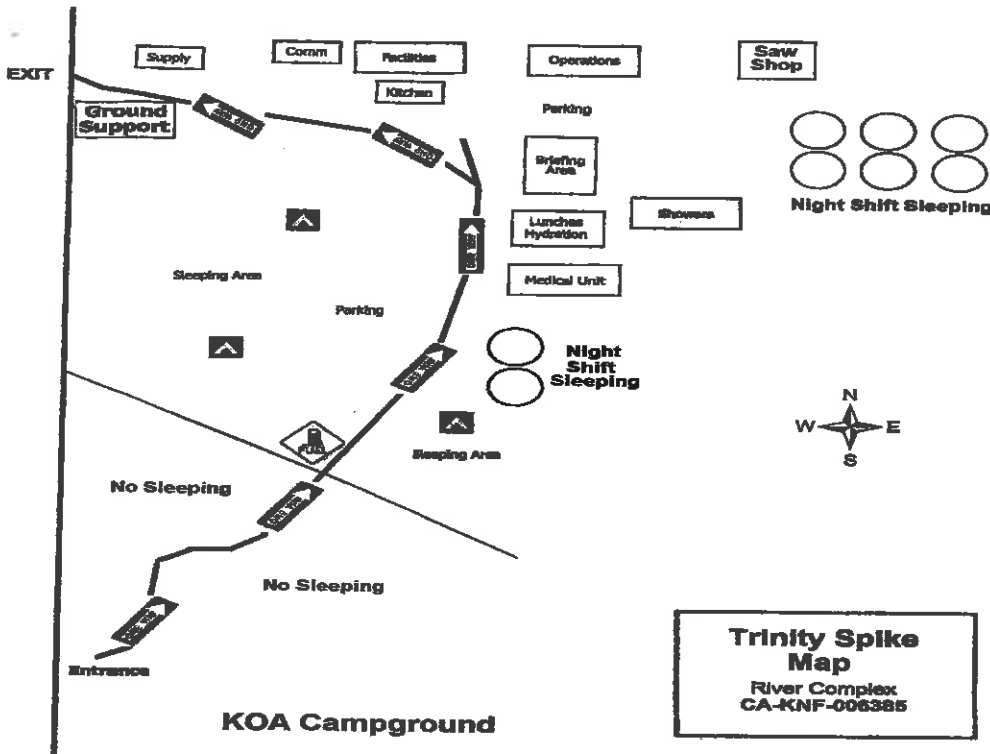 EXIT
Supply
Comm
Facilities
Operations
Saw
Shop
Kitchen
Ground
Support
Parking
Briefing
Area
Night Shift Sleeping
Lunches
Hydration
Showers
Sleeping Area
Medical Unit
Parking
Night
Shift
Sleeping
N
W E
S
FUEL
Sleeping Area
No Sleeping
No Sleeping
Entrance
KOA Campground
Trinity Spike
Map
River Complex
CA-KNF-006385